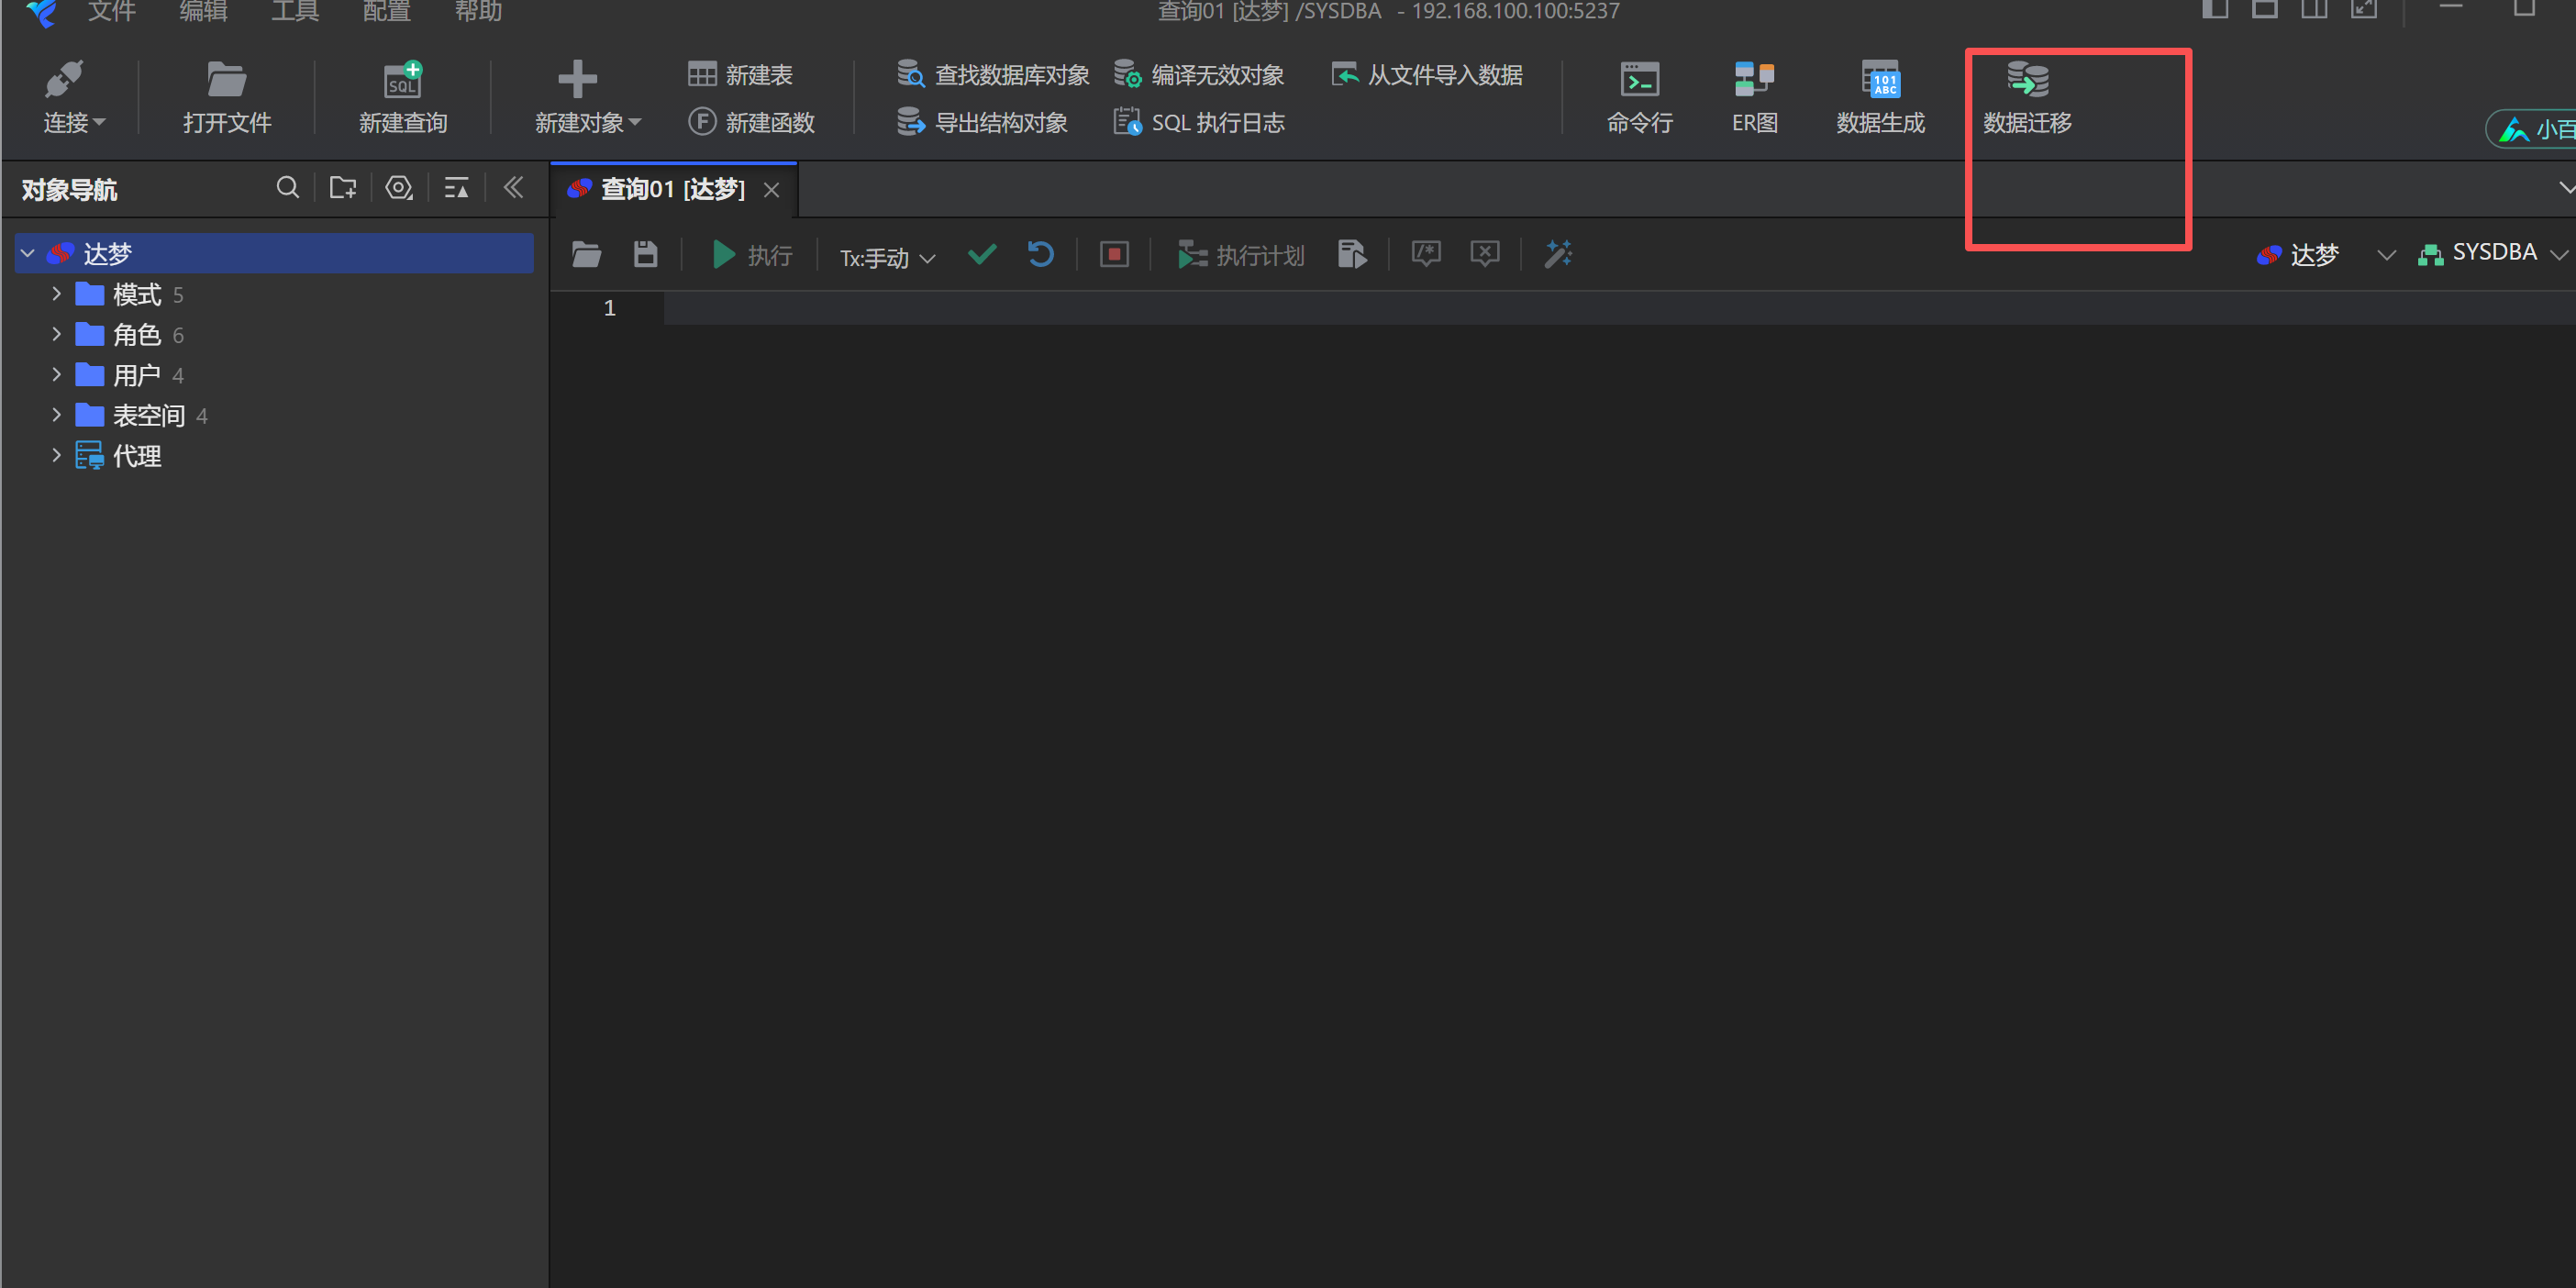 文件 编辑 工具 配置 帮助 查询01 [达梦] /SYSDBA - 192.168.100.100:5237
新建表 查找数据库对象 编译无效对象 从文件导入数据
连接 打开文件 新建查询 新建对象 新建函数 导出结构对象 SQL 执行日志 命令行 ER图 数据生成 数据迁移 小百
对象导航 查询01 [达梦]
执行 Tx:手动 执行计划 达梦 SYSDBA
1
达梦
模式 5
角色 6
用户 4
表空间 4
代理